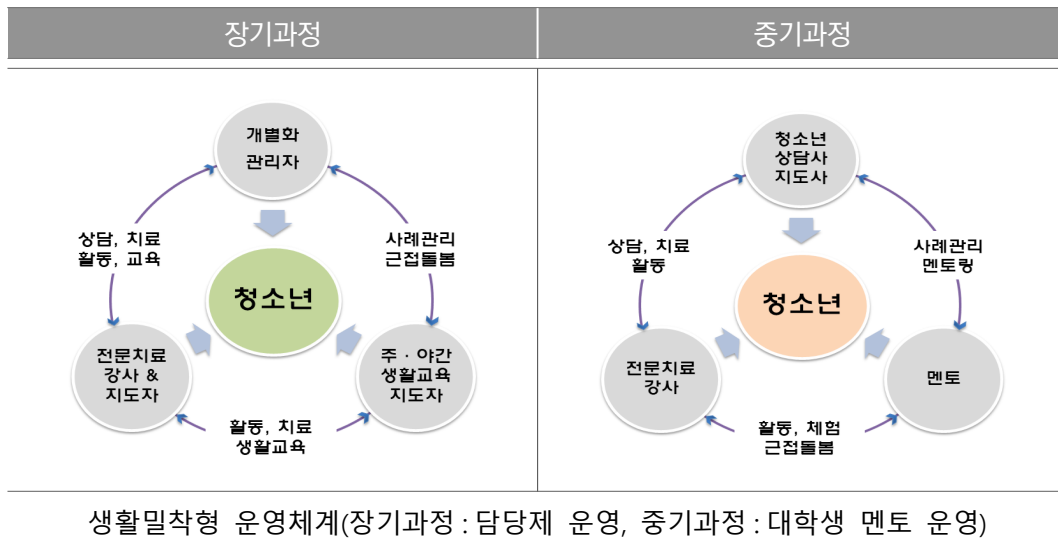 장기과정
중기과정
개별화
관리자
상담, 치료
활동, 교육
사례관리
근접돌봄
청소년
전문치료
강사 &
지도자
주 · 야간
생활교육
지도자
활동, 치료
생활교육
청소년
상담사
지도사
상담, 치료
활동
사례관리
멘토링
청소년
전문치료
강사
멘토
활동, 체험
근접돌봄
생활밀착형 운영체계(장기과정 : 담당제 운영, 중기과정 : 대학생 멘토 운영)